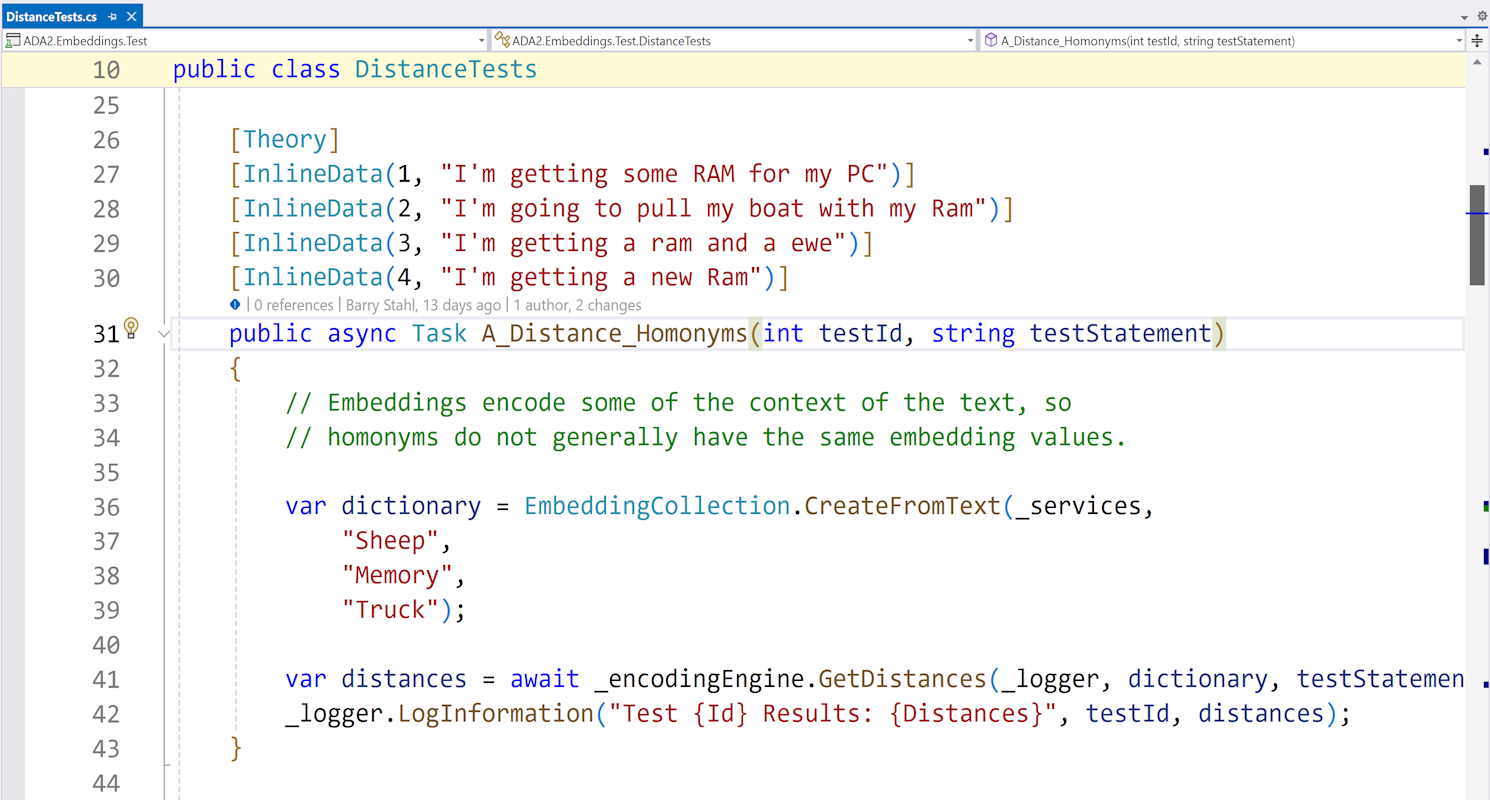 DistanceTests.cs
ADA2.Embeddings.Test
ADA2.Embeddings.Test.DistanceTests
A_Distance_Homonyms(int testId, string testStatement)
10 public class DistanceTests
25
26 [Theory]
27 [InlineData(1, "I'm getting some RAM for my PC")]
28 [InlineData(2, "I'm going to pull my boat with my Ram")]
29 [InlineData(3, "I'm getting a ram and a ewe")]
30 [InlineData(4, "I'm getting a new Ram")]
| 0 references | Barry Stahl, 13 days ago | 1 author, 2 changes
31 public async Task A_Distance_Homonyms(int testId, string testStatement)
32 {
33 // Embeddings encode some of the context of the text, so
34 // homonyms do not generally have the same embedding values.
35
36 var dictionary = EmbeddingCollection.CreateFromText(_services,
37 "Sheep",
38 "Memory",
39 "Truck");
40
41 var distances = await _encodingEngine.GetDistances(_logger, dictionary, testStatemen
42 _logger.LogInformation("Test {Id} Results: {Distances}", testId, distances);
43 }
44